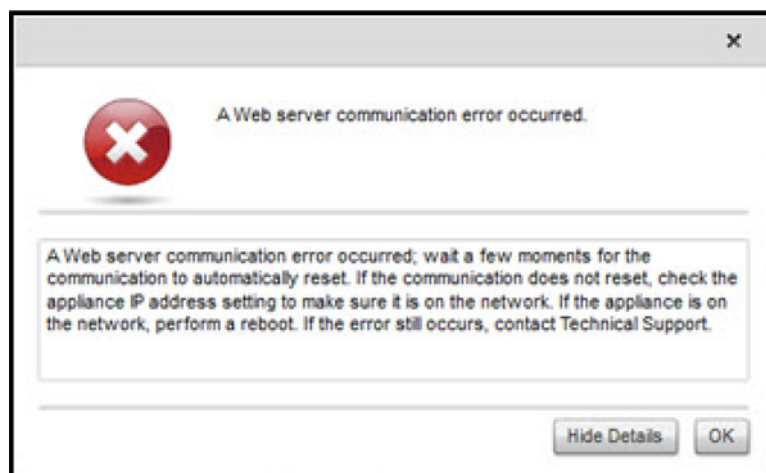 A Web server communication error occurred.
A Web server communication error occurred; wait a few moments for the
communication to automatically reset. If the communication does not reset, check the
appliance IP address setting to make sure it is on the network. If the appliance is on
the network, perform a reboot. If the error still occurs, contact Technical Support.
Hide Details
OK